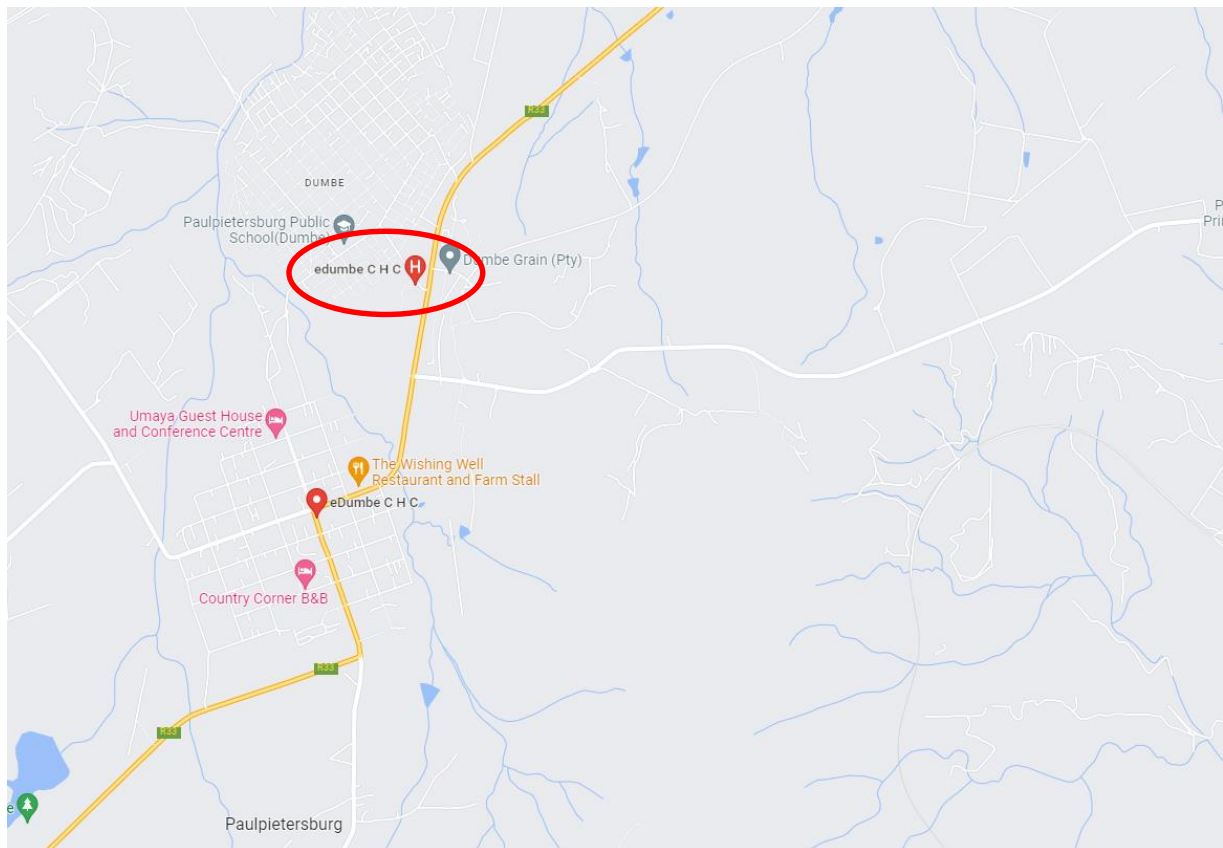 R33
DUMBE
Paulpietersburg Public
School(Dumbe)
edumbe C H C
Dumbe Grain (Pty)
P
Pri
Umaya Guest House
and Conference Centre
The Wishing Well
Restaurant and Farm Stall
eDumbe C H C
Country Corner B&B
R33
R33
e
Paulpietersburg